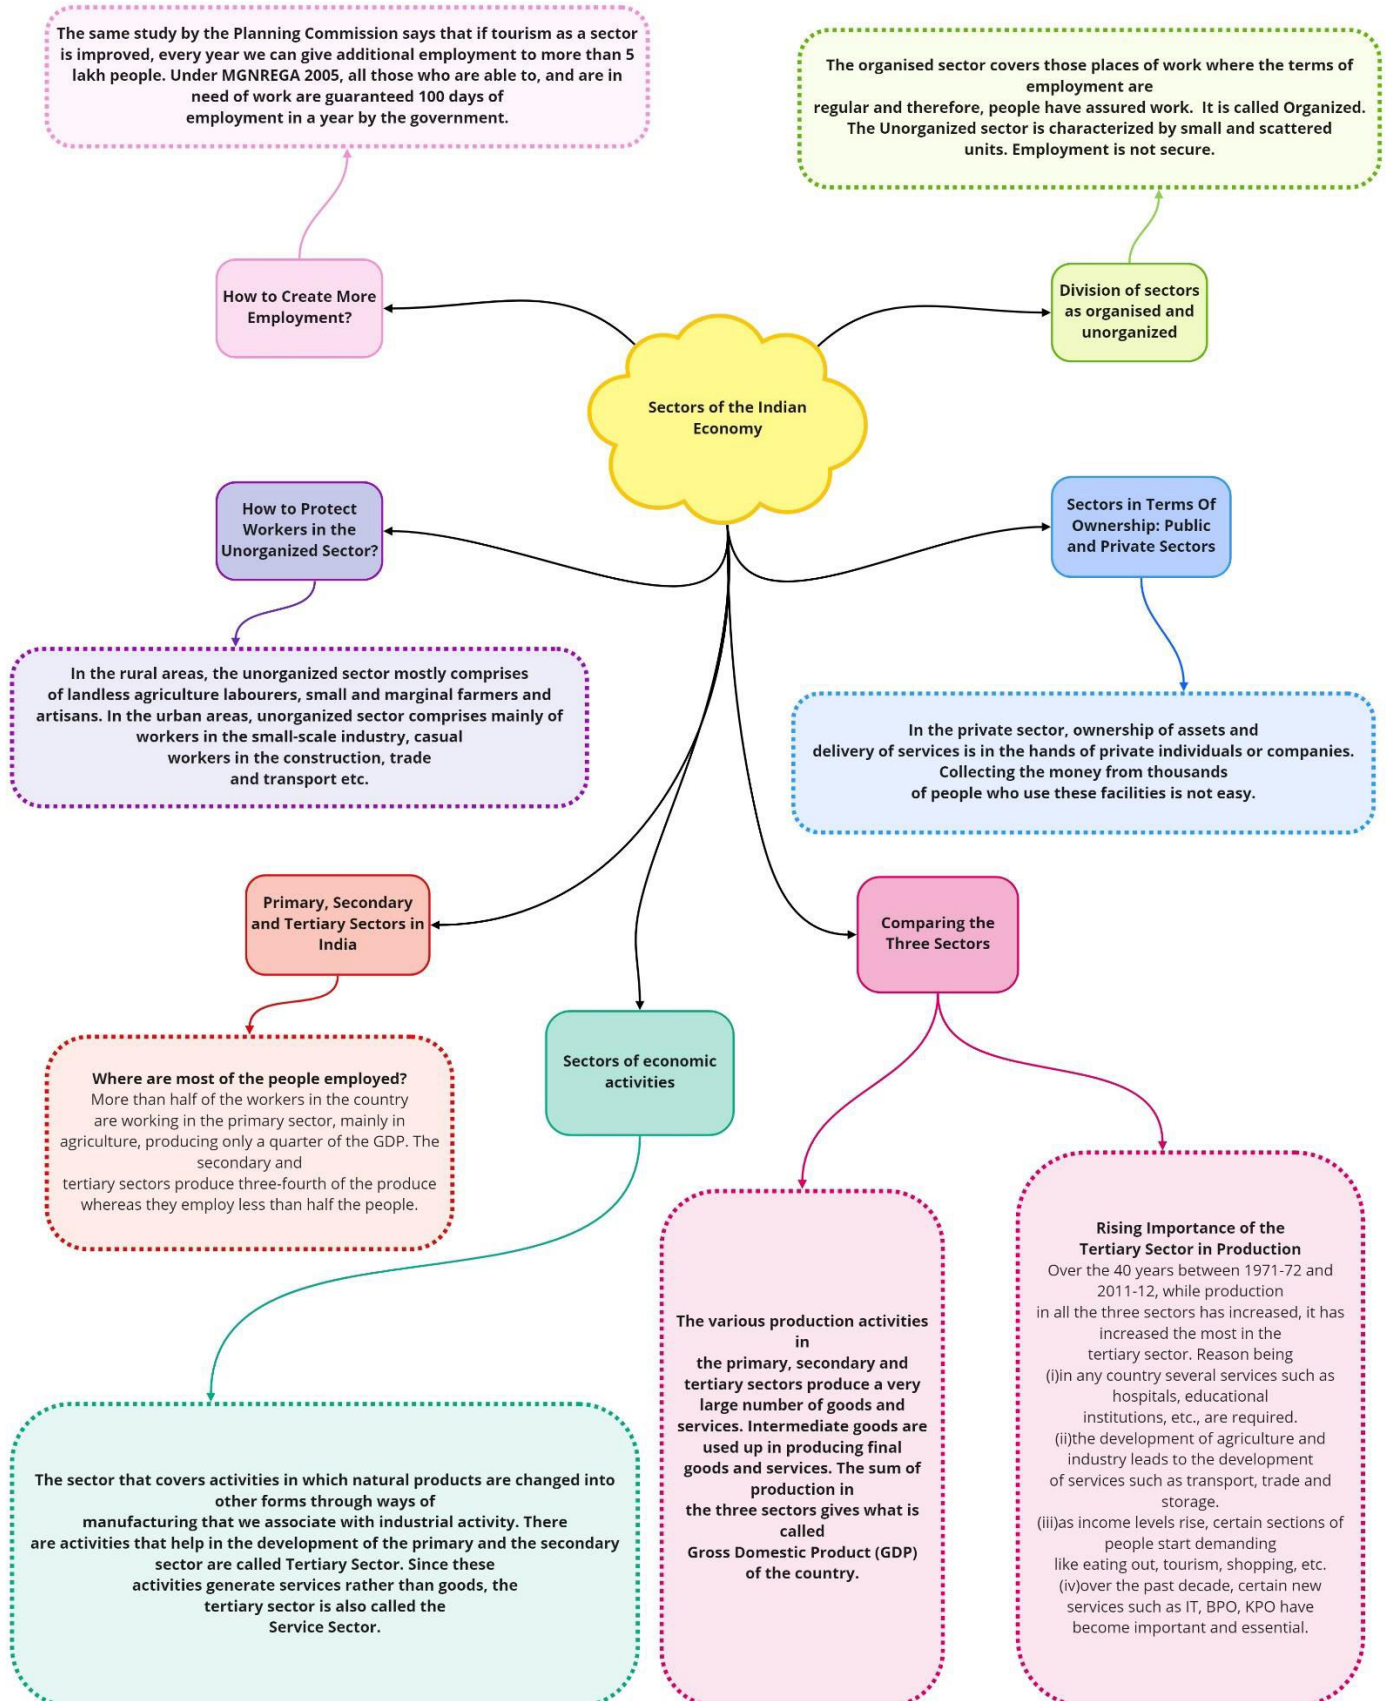 The same study by the Planning Commission says that if tourism as a sector
is improved, every year we can give additional employment to more than 5
lakh people. Under MGNREGA 2005, all those who are able to, and are in
need of work are guaranteed 100 days of
employment in a year by the government.
The organised sector covers those places of work where the terms of
employment are
regular and therefore, people have assured work. It is called Organized.
The Unorganized sector is characterized by small and scattered
units. Employment is not secure.
How to Create More
Employment?
Division of sectors
as organised and
unorganized
Sectors of the Indian
Economy
How to Protect
Workers in the
Unorganized Sector?
Sectors in Terms Of
Ownership: Public
and Private Sectors
In the rural areas, the unorganized sector mostly comprises
of landless agriculture labourers, small and marginal farmers and
artisans. In the urban areas, unorganized sector comprises mainly of
workers in the small-scale industry, casual
workers in the construction, trade
and transport etc.
In the private sector, ownership of assets and
delivery of services is in the hands of private individuals or companies.
Collecting the money from thousands
of people who use these facilities is not easy.
Primary, Secondary
and Tertiary Sectors in
India
Comparing the
Three Sectors
Sectors of economic
activities
Where are most of the people employed?
More than half of the workers in the country
are working in the primary sector, mainly in
agriculture, producing only a quarter of the GDP. The
secondary and
tertiary sectors produce three-fourth of the produce
whereas they employ less than half the people.
The sector that covers activities in which natural products are changed into
other forms through ways of
manufacturing that we associate with industrial activity. There
are activities that help in the development of the primary and the secondary
sector are called Tertiary Sector. Since these
activities generate services rather than goods, the
tertiary sector is also called the
Service Sector.
The various production activities
in
the primary, secondary and
tertiary sectors produce a very
large number of goods and
services. Intermediate goods are
used up in producing final
goods and services. The sum of
production in
the three sectors gives what is
called
Gross Domestic Product (GDP)
of the country.
Rising Importance of the
Tertiary Sector in Production
Over the 40 years between 1971-72 and
2011-12, while production
in all the three sectors has increased, it has
increased the most in the
tertiary sector. Reason being
(i)in any country several services such as
hospitals, educational
institutions, etc., are required.
(ii)the development of agriculture and
industry leads to the development
of services such as transport, trade and
storage.
(iii)as income levels rise, certain sections of
people start demanding
like eating out, tourism, shopping, etc.
(iv)over the past decade, certain new
services such as IT, BPO, KPO have
become important and essential.